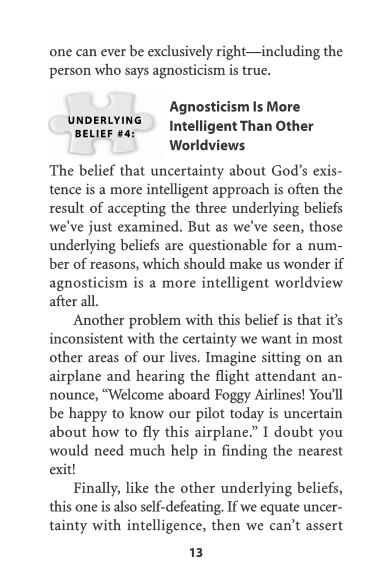 one can ever be exclusively right—including the
person who says agnosticism is true.
UNDERLYING
BELIEF #4:
Agnosticism Is More
Intelligent Than Other
Worldviews
The belief that uncertainty about God’s exis-
tence is a more intelligent approach is often the
result of accepting the three underlying beliefs
we’ve just examined. But as we’ve seen, those
underlying beliefs are questionable for a num-
ber of reasons, which should make us wonder if
agnosticism is a more intelligent worldview
after all.
Another problem with this belief is that it’s
inconsistent with the certainty we want in most
other areas of our lives. Imagine sitting on an
airplane and hearing the flight attendant an-
nounce, “Welcome aboard Foggy Airlines! You’ll
be happy to know our pilot today is uncertain
about how to fly this airplane.” I doubt you
would need much help in finding the nearest
exit!
Finally, like the other underlying beliefs,
this one is also self-defeating. If we equate uncer-
tainty with intelligence, then we can’t assert
13